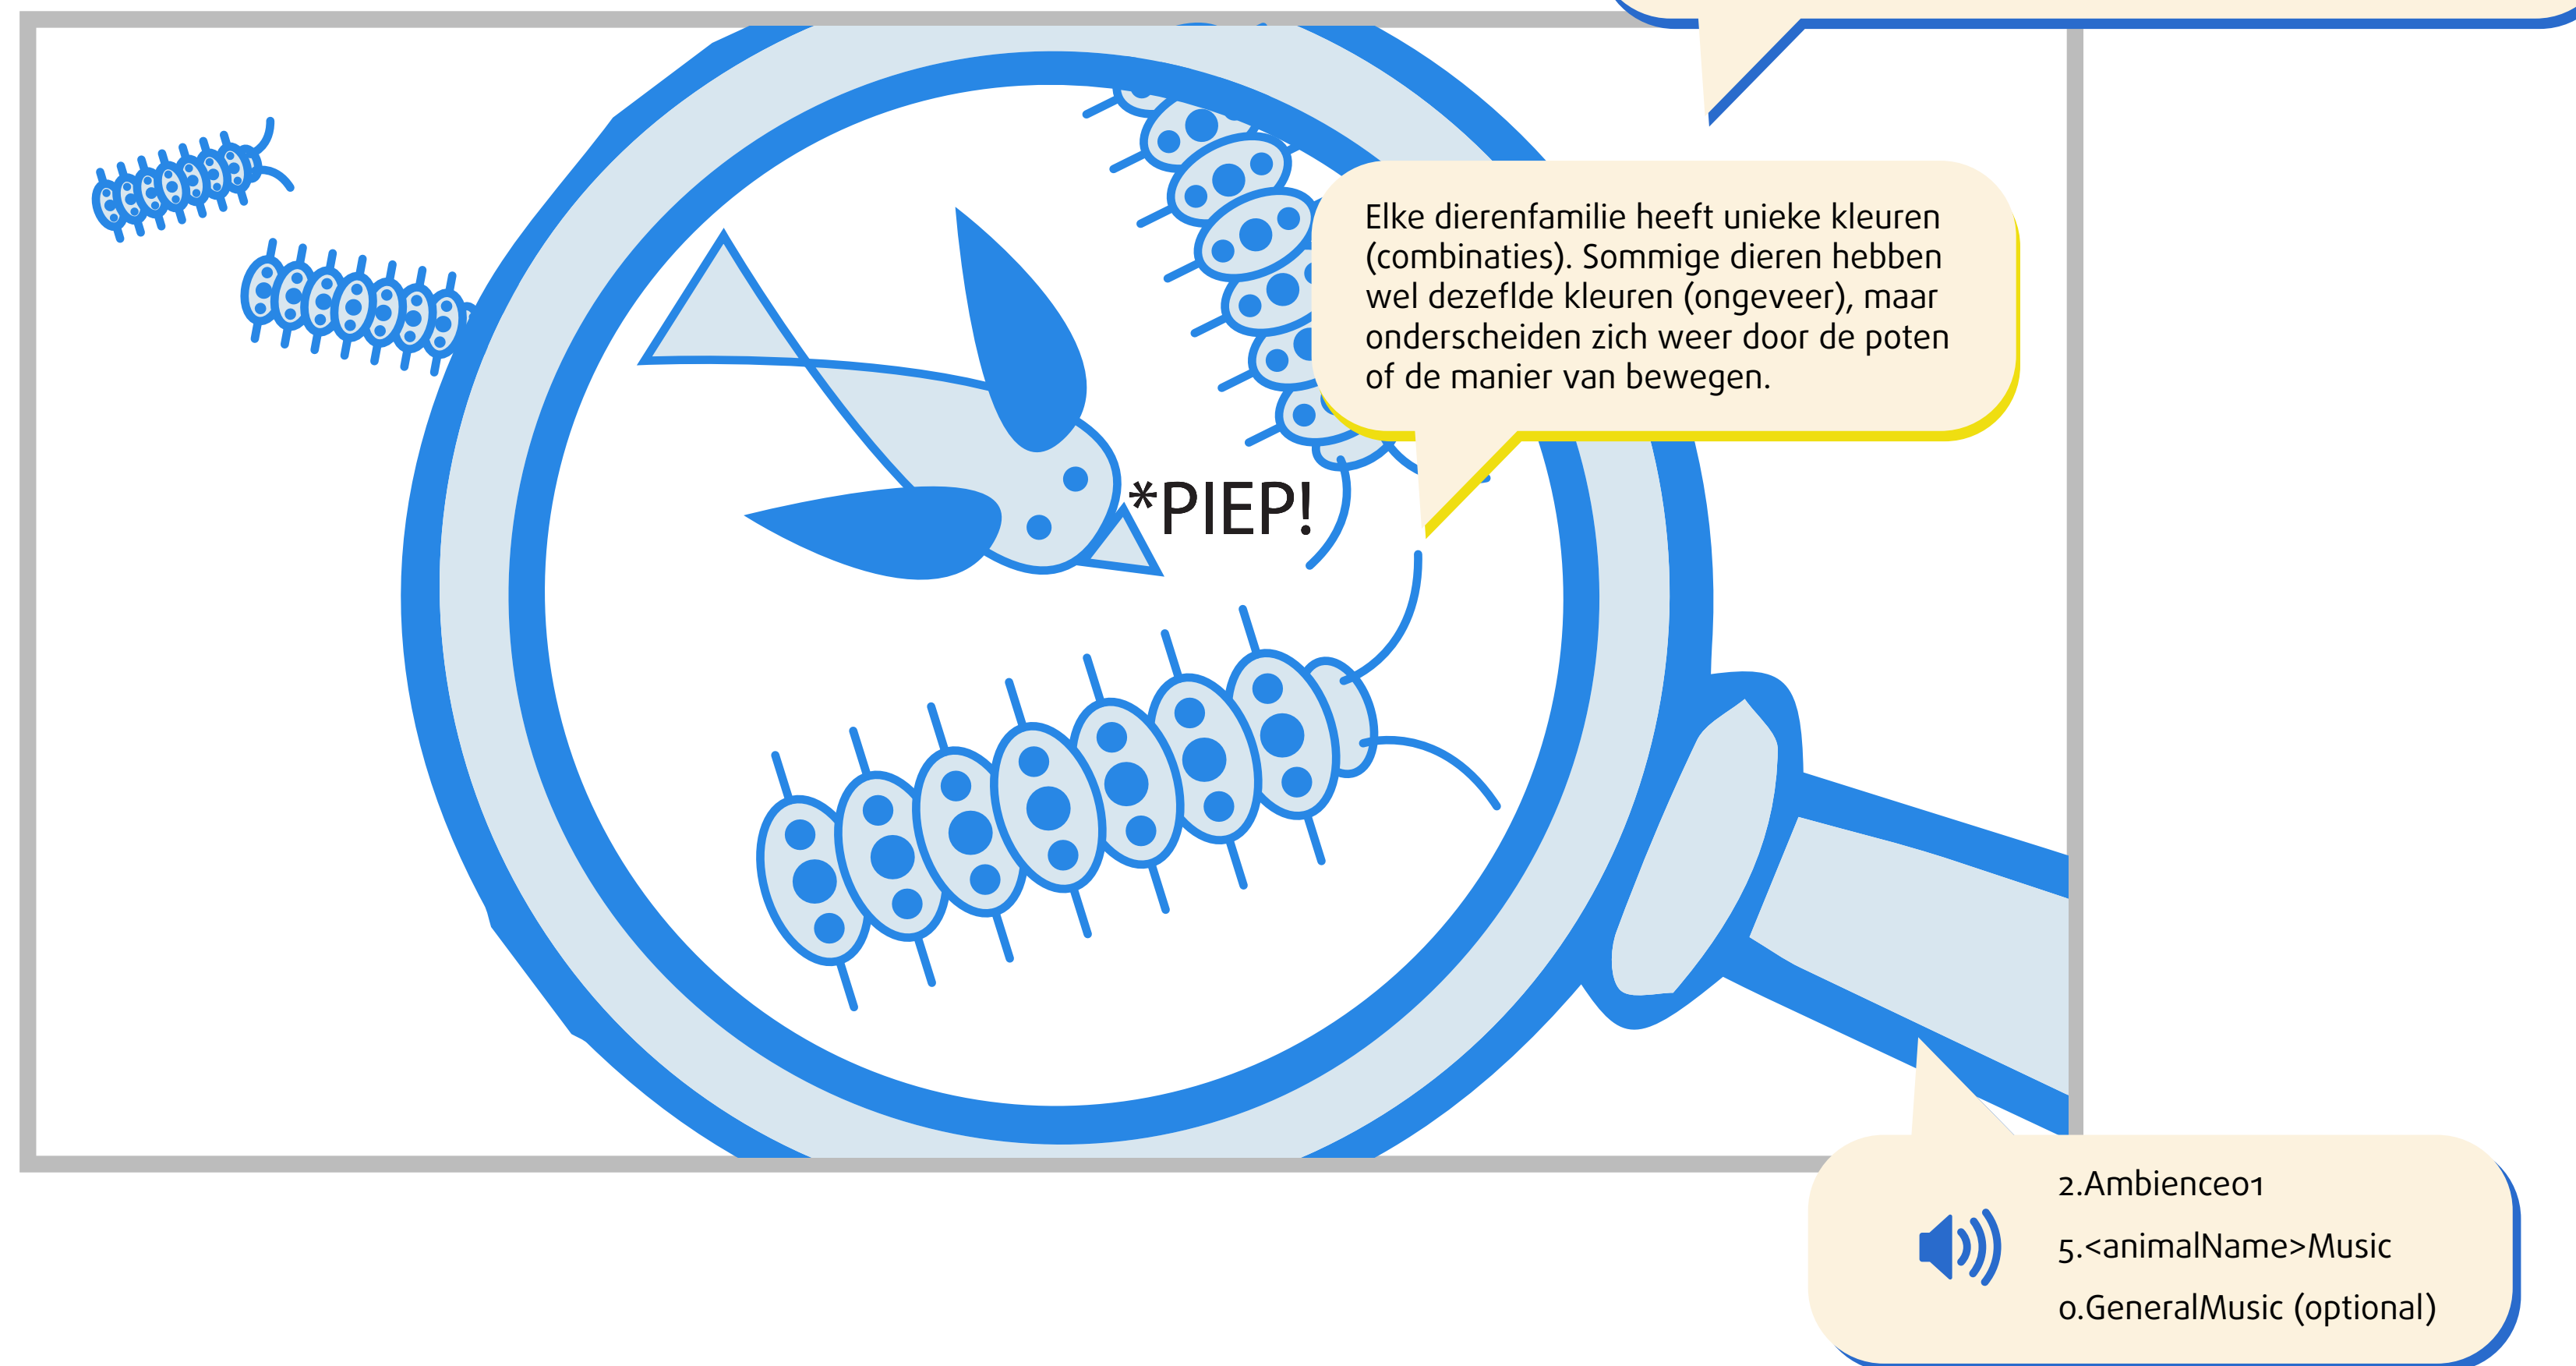 Elke dierenfamilie heeft unieke kleuren
(combinaties). Sommige dieren hebben
wel dezeflde kleuren (ongeveer), maar
onderscheiden zich weer door de poten
of de manier van bewegen.
*PIEP!
2.Ambience01
5.<animalName>Music
0.GeneralMusic (optional)